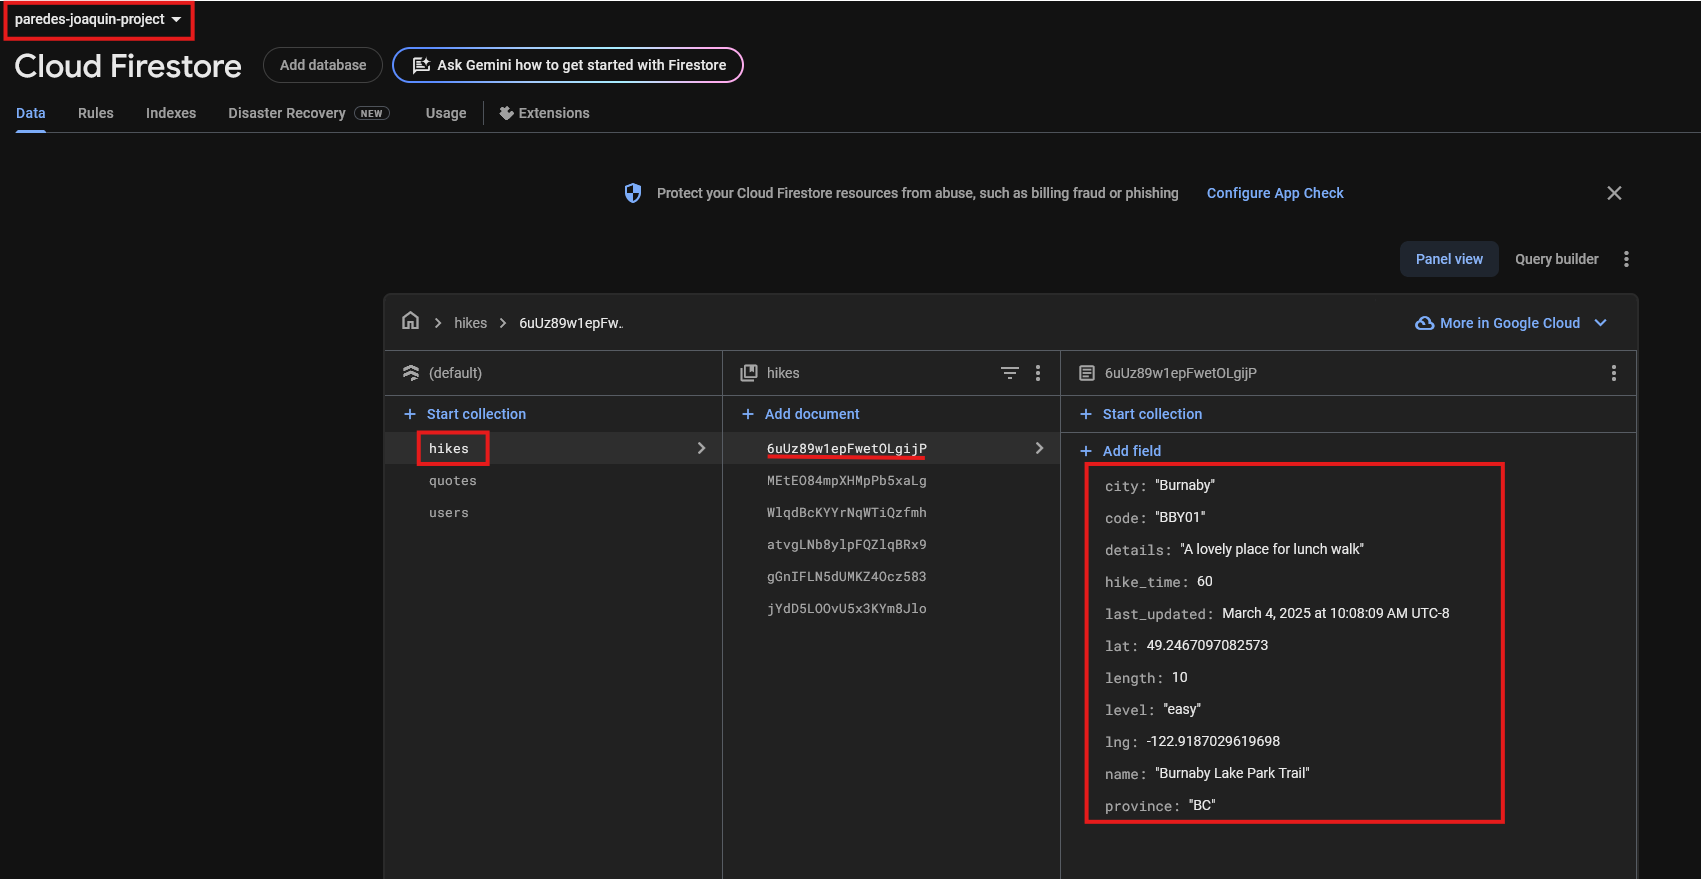 paredes-joaquin-project
Cloud Firestore
Add database
Ask Gemini how to get started with Firestore
Data
Rules
Indexes
Disaster Recovery
NEW
Usage
Extensions
Protect your Cloud Firestore resources from abuse, such as billing fraud or phishing
Configure App Check
Panel view
Query builder
hikes
6uUz89w1epFw..
More in Google Cloud
(default)
hikes
6uUz89w1epFwetOLgijP
Start collection
Add document
Start collection
hikes
quotes
users
6uUz89w1epFwetOLgijP
MEtEO84mpXHMpPb5xaLg
WlqdBcKYYrNqWTiQzfmh
atvgLNb8ylpFQZlqBRx9
gGnIFLN5dUMKZ4Ocz583
jYdD5LOOvU5x3KYm8Jlo
Add field
city: "Burnaby"
code: "BBY01"
details: "A lovely place for lunch walk"
hike_time: 60
last_updated: March 4, 2025 at 10:08:09 AM UTC-8
lat: 49.2467097082573
length: 10
level: "easy"
lng: -122.9187029619698
name: "Burnaby Lake Park Trail"
province: "BC"